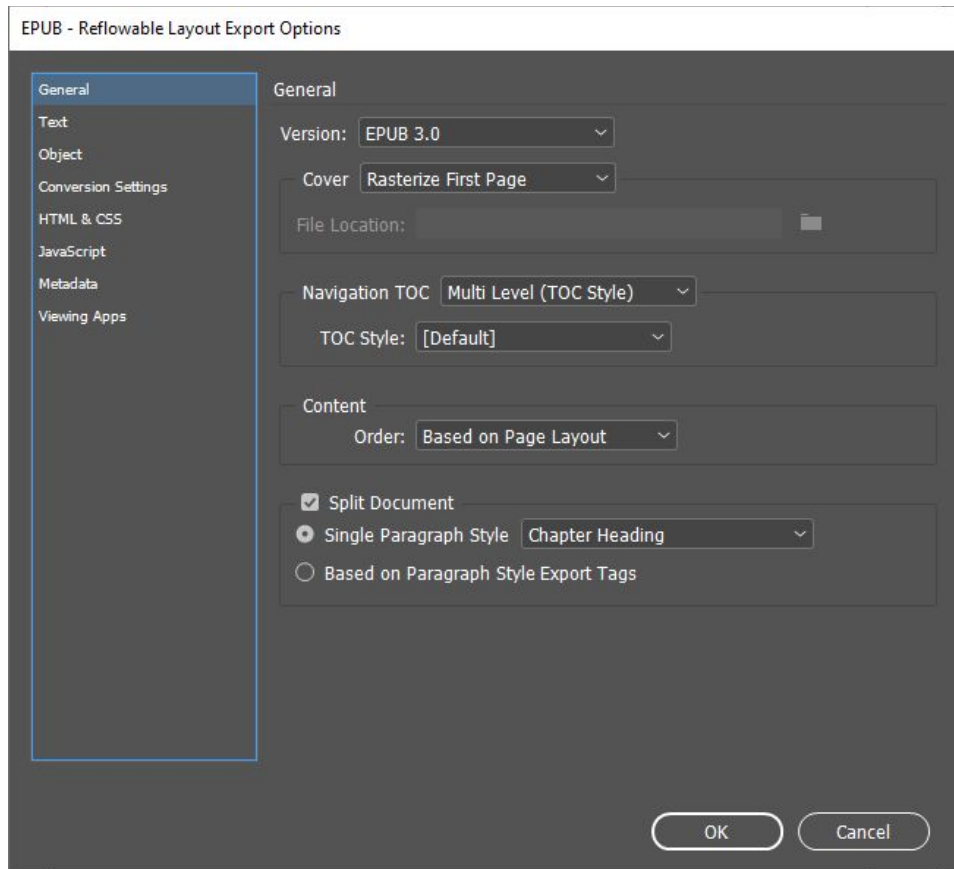 EPUB - Reflowable Layout Export Options
General
Text
Object
Conversion Settings
HTML & CSS
JavaScript
Metadata
Viewing Apps
General
Version: EPUB 3.0
Cover Rasterize First Page
File Location:
Navigation TOC Multi Level (TOC Style)
TOC Style: [Default]
Content
Order: Based on Page Layout
Split Document
Single Paragraph Style Chapter Heading
Based on Paragraph Style Export Tags
OK Cancel